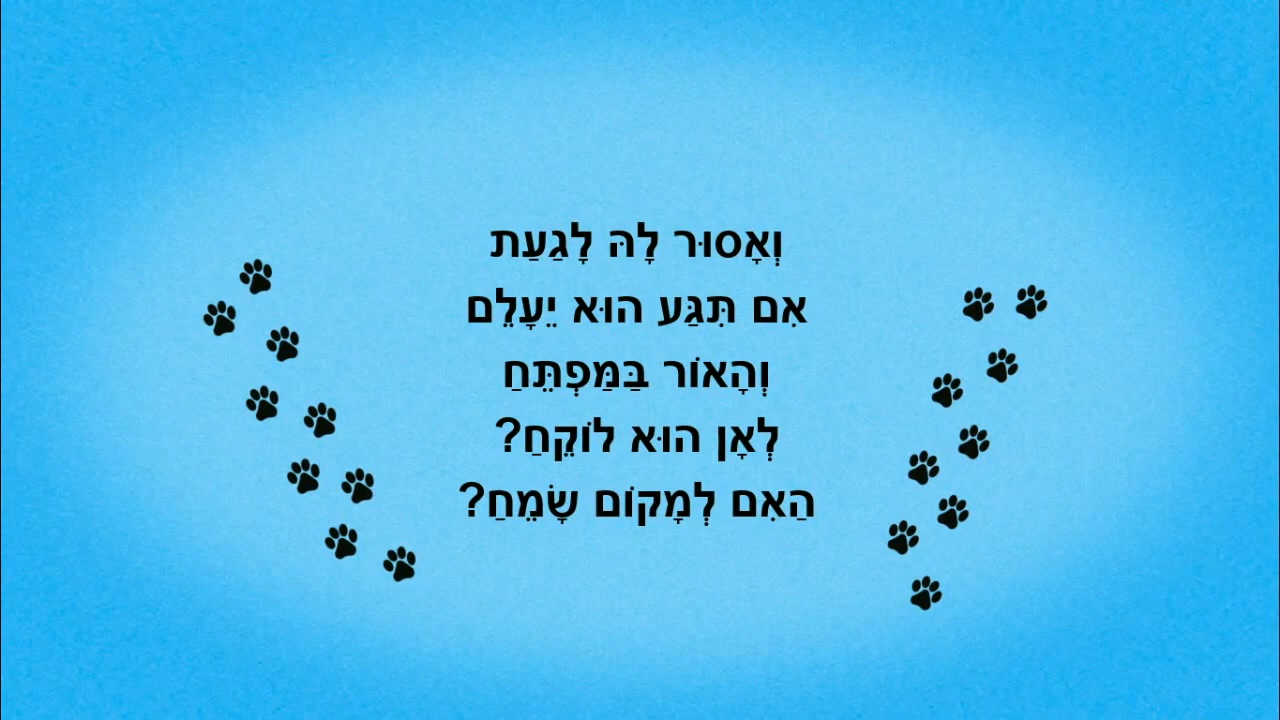 וְאָסוּר לָהּ לָגַעַת
אִם תִּגַּע הוּא יֵעָלֵם
וְהָאוֹר בַּמַּפְתֵּחַ
לְאָן הוּא לוֹקֵחַ?
הַאִם לְמָקוֹם שָׂמֵחַ?